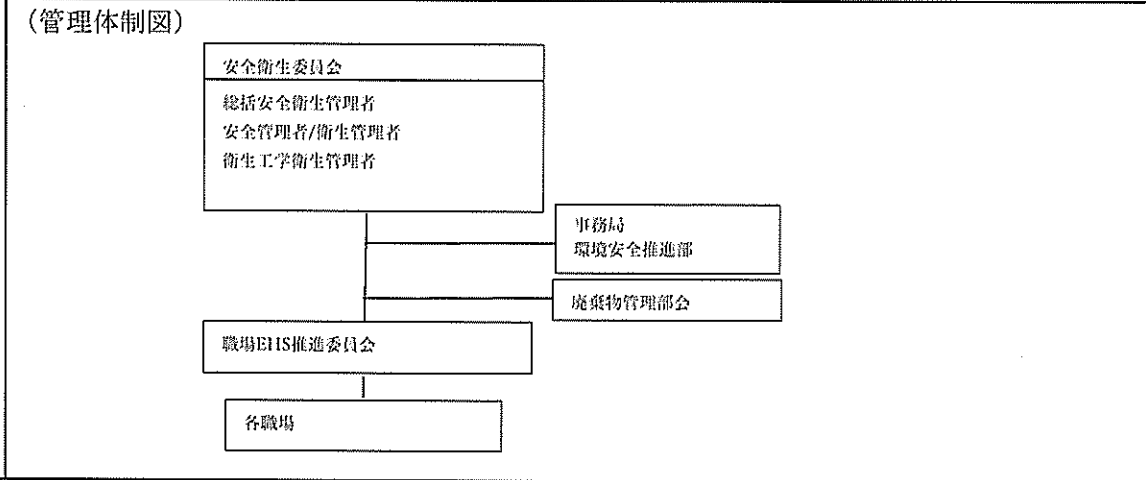 （管理体制図）
安全衛生委員会
総括安全衛生管理者
安全管理者/衛生管理者
衛生工学衛生管理者
事務局
環境安全推進部
廃棄物管理部会
職場EHS推進委員会
各職場